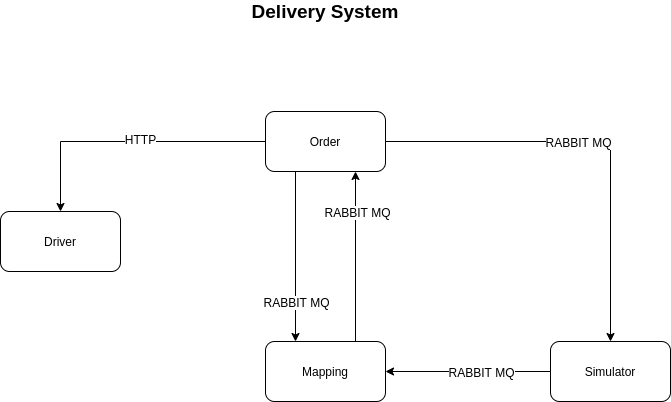 Delivery System
HTTP
Order
RABBIT MQ
RABBIT MQ
Driver
RABBIT MQ
Mapping
RABBIT MQ
Simulator